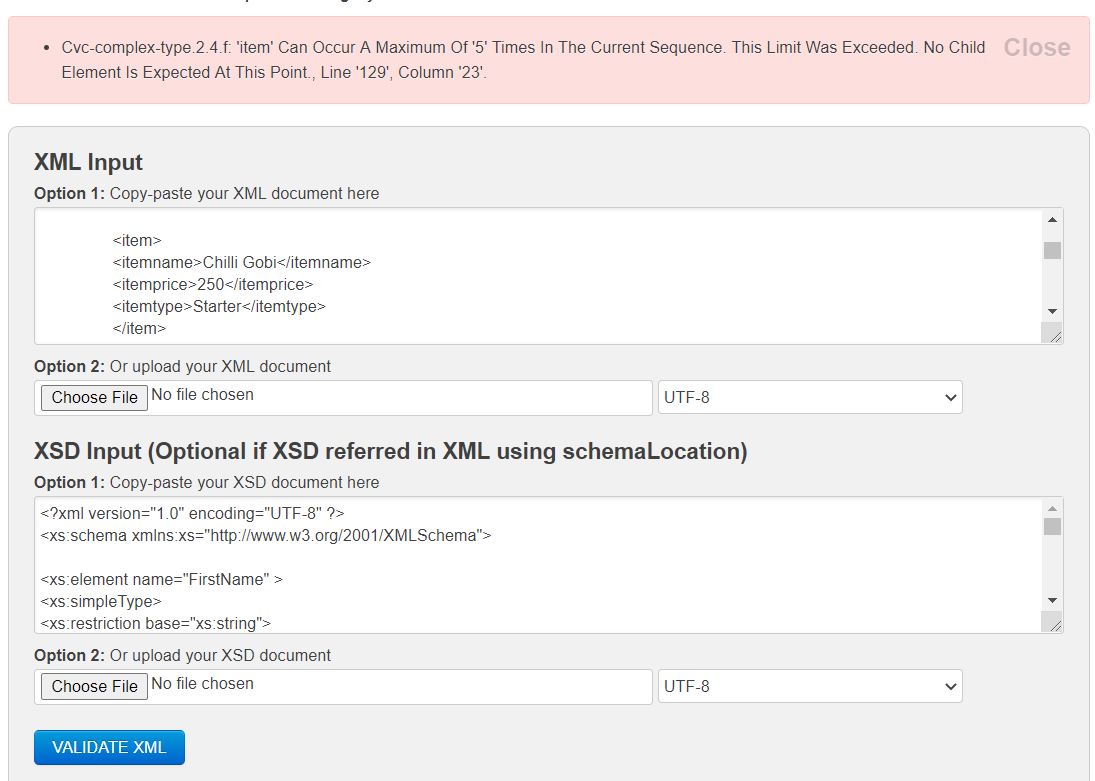 • Cvc-complex-type.2.4.f: 'item' Can Occur A Maximum Of '5' Times In The Current Sequence. This Limit Was Exceeded. No Child
Element Is Expected At This Point., Line '129', Column '23'.
Close
XML Input
Option 1: Copy-paste your XML document here
<item>
<itemname>Chilli Gobi</itemname>
<itemprice>250</itemprice>
<itemtype>Starter</itemtype>
</item>
Option 2: Or upload your XML document
Choose File No file chosen
UTF-8
XSD Input (Optional if XSD referred in XML using schemaLocation)
Option 1: Copy-paste your XSD document here
<?xml version="1.0" encoding="UTF-8" ?>
<xs:schema xmlns:xs="http://www.w3.org/2001/XMLSchema">
<xs:element name="FirstName" >
<xs:simpleType>
<xs:restriction base="xs:string">
Option 2: Or upload your XSD document
Choose File No file chosen
UTF-8
VALIDATE XML